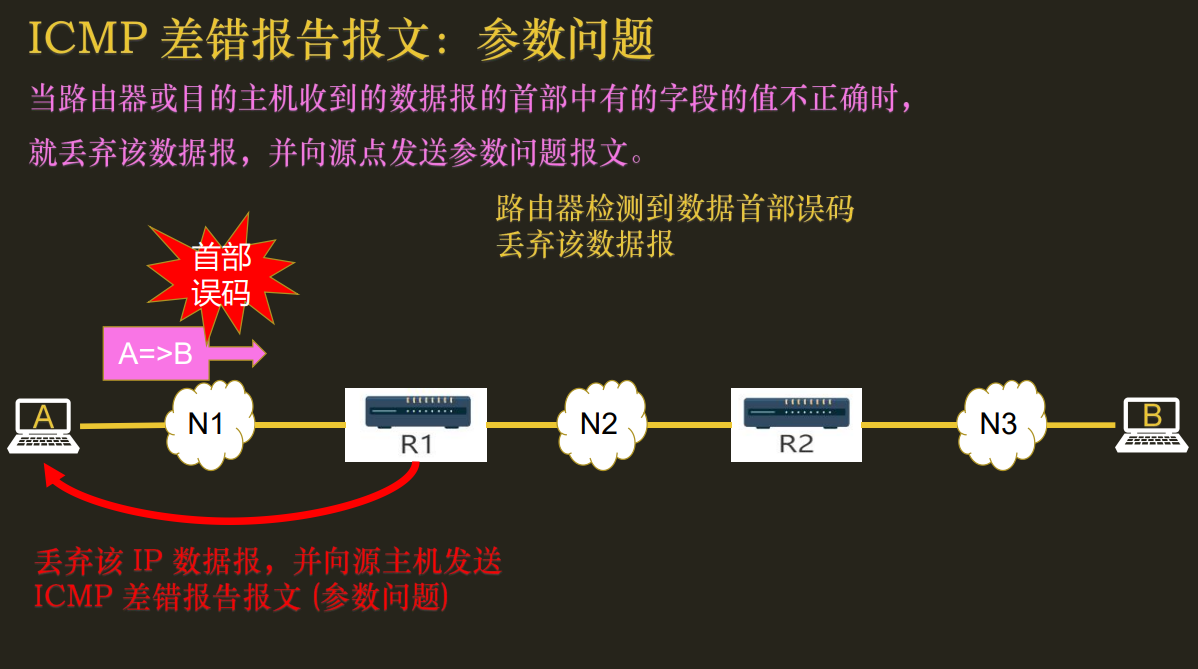 ICMP 差错报告报文：参数问题
当路由器或目的主机收到的数据报的首部中有的字段的值不正确时，
就丢弃该数据报，并向源点发送参数问题报文。
路由器检测到数据首部误码
丢弃该数据报
首部
误码
A=>B
A
N1
R1
N2
R2
N3
B
丢弃该 IP 数据报，并向源主机发送
ICMP 差错报告报文 (参数问题)